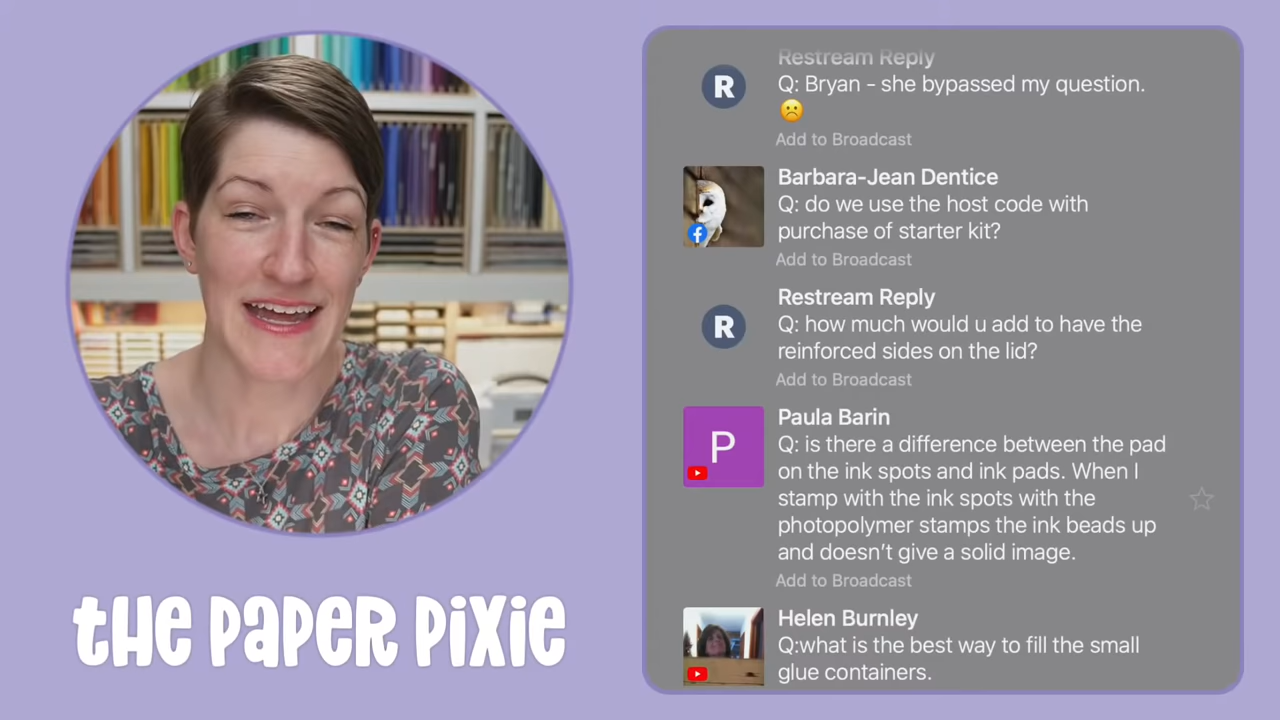 Restream Reply
R
Q: Bryan - she bypassed my question.
☹️
Add to Broadcast
Barbara-Jean Dentice
Q: do we use the host code with
purchase of starter kit?
Add to Broadcast
Restream Reply
R
Q: how much would u add to have the
reinforced sides on the lid?
Add to Broadcast
Paula Barin
P
Q: is there a difference between the pad
on the ink spots and ink pads. When I
stamp with the ink spots with the
photopolymer stamps the ink beads up
and doesn’t give a solid image.
Add to Broadcast
Helen Burnley
Q:what is the best way to fill the small
glue containers.
the paper pixie